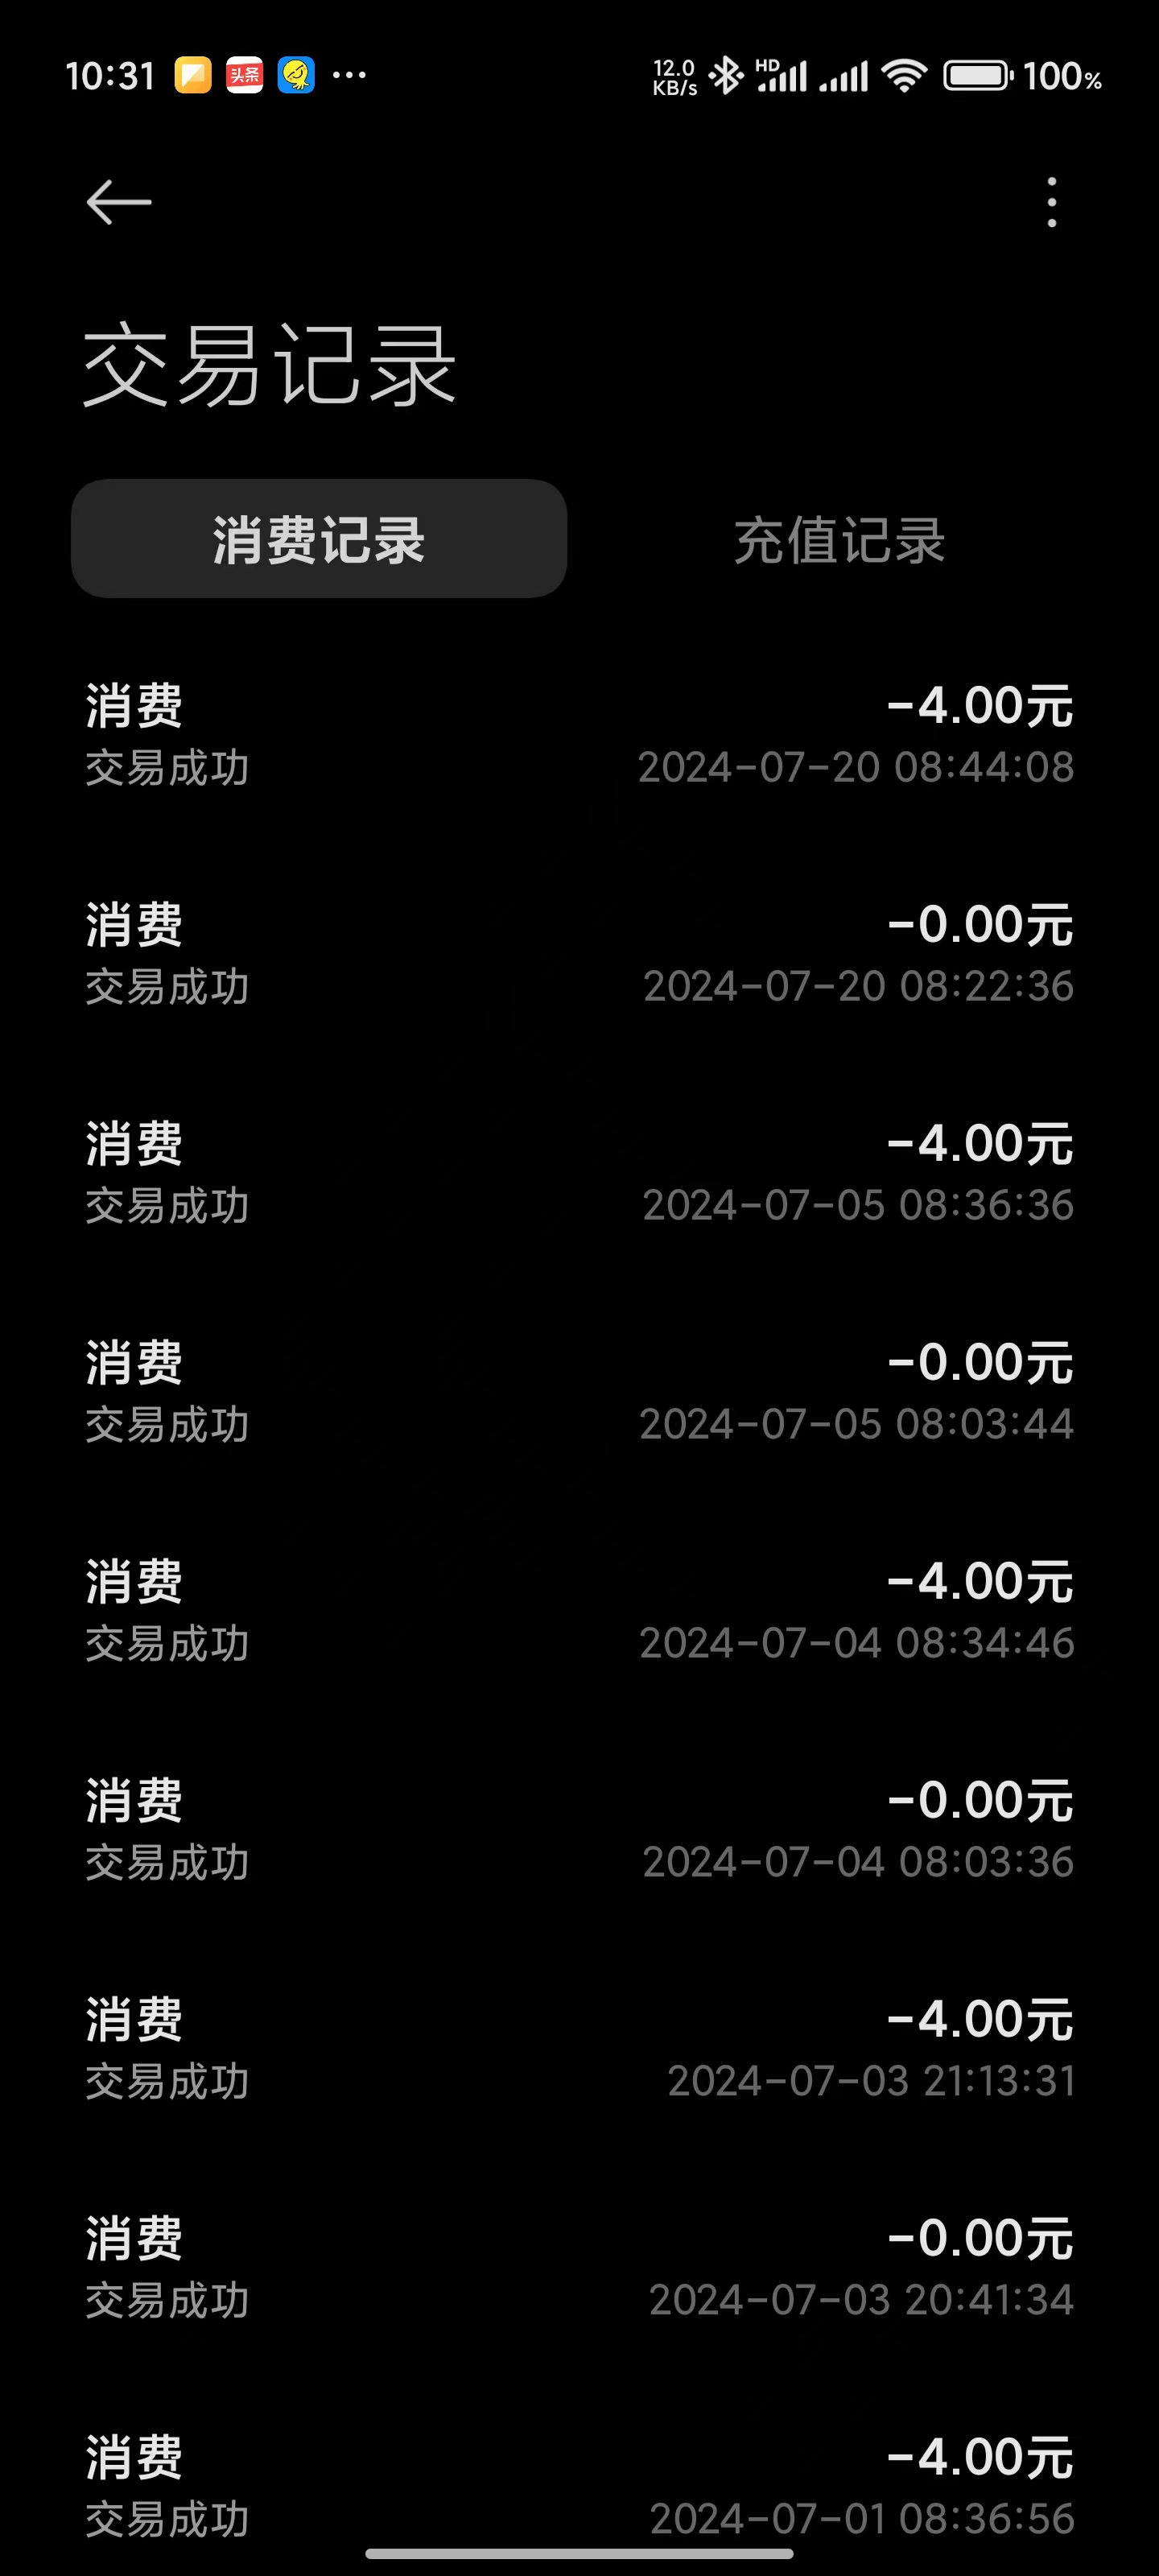 10:31 头条 ··· 12.0 KB/s HD 100%
交易记录
消费记录 充值记录
消费 -4.00元
交易成功 2024-07-20 08:44:08
消费 -0.00元
交易成功 2024-07-20 08:22:36
消费 -4.00元
交易成功 2024-07-05 08:36:36
消费 -0.00元
交易成功 2024-07-05 08:03:44
消费 -4.00元
交易成功 2024-07-04 08:34:46
消费 -0.00元
交易成功 2024-07-04 08:03:36
消费 -4.00元
交易成功 2024-07-03 21:13:31
消费 -0.00元
交易成功 2024-07-03 20:41:34
消费 -4.00元
交易成功 2024-07-01 08:36:56